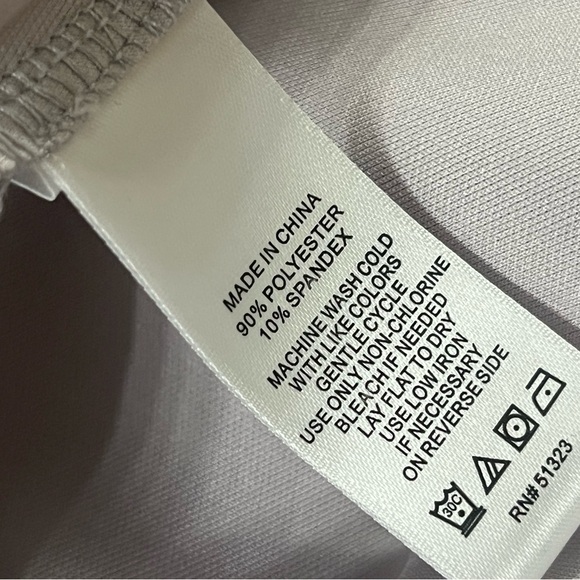 MADE IN CHINA
90% POLYESTER
10% SPANDEX
MACHINE WASH COLD
WITH LIKE COLORS
GENTLE CYCLE
USE ONLY NON-CHLORINE
BLEACH IF NEEDED
LAY FLAT TO DRY
USE LOW IRON
IF NECESSARY
ON REVERSE SIDE
30C
RN# 51323